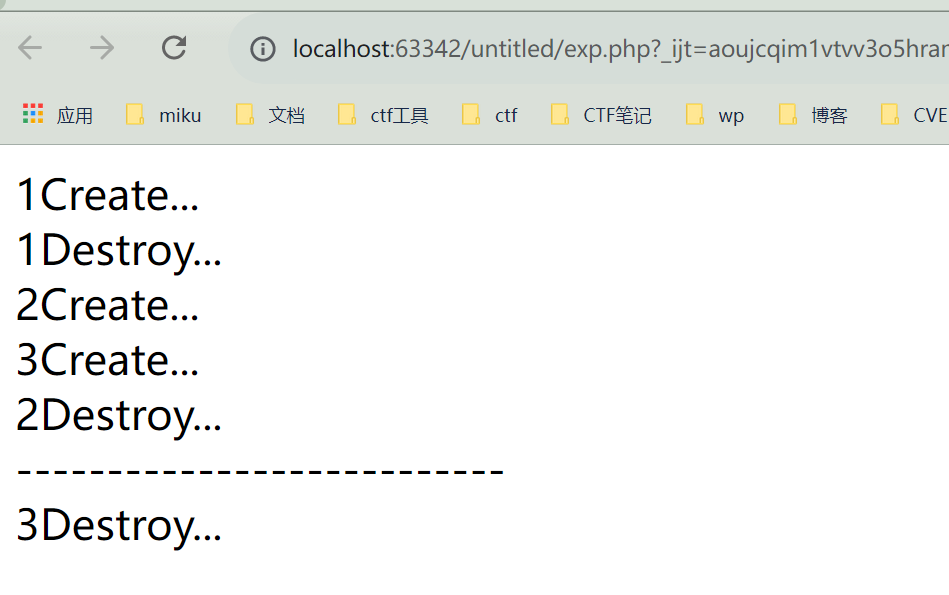 localhost:63342/untitled/exp.php?_ijt=aoujcqim1vtvv3o5hran
应用 miku 文档 ctf工具 ctf CTF笔记 wp 博客 CVE
1Create...
1Destroy...
2Create...
3Create...
2Destroy...
---------------------------
3Destroy...